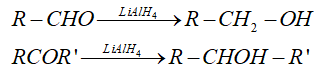 R−CHO —LiAlH₄→ R−CH₂−OH
RCOR' —LiAlH₄→ R−CHOH−R'